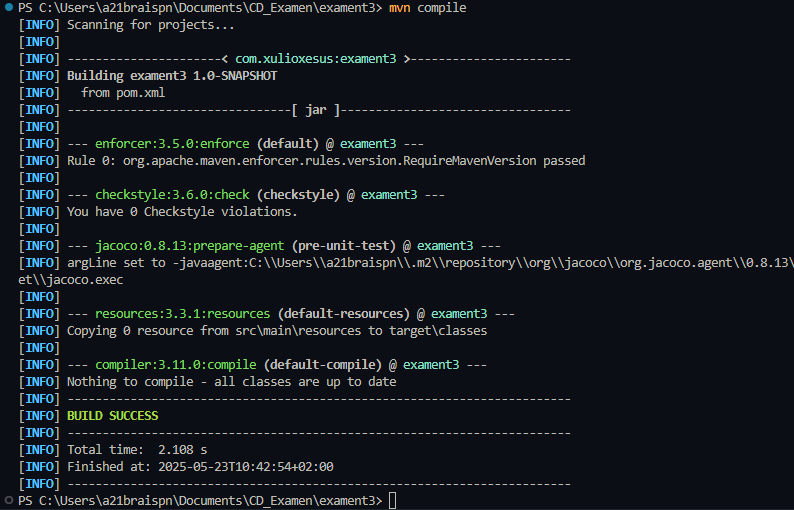 PS C:\Users\a21braispn\Documents\CD_Examen\exament3> mvn compile
[INFO] Scanning for projects...
[INFO]
[INFO] ----------------------< com.xulioxesus:exament3 >-----------------------
[INFO] Building exament3 1.0-SNAPSHOT
[INFO]   from pom.xml
[INFO] --------------------------------[ jar ]---------------------------------
[INFO]
[INFO] --- enforcer:3.5.0:enforce (default) @ exament3 ---
[INFO] Rule 0: org.apache.maven.enforcer.rules.version.RequireMavenVersion passed
[INFO]
[INFO] --- checkstyle:3.6.0:check (checkstyle) @ exament3 ---
[INFO] You have 0 Checkstyle violations.
[INFO]
[INFO] --- jacoco:0.8.13:prepare-agent (pre-unit-test) @ exament3 ---
[INFO] argLine set to -javaagent:C:\\Users\\a21braispn\\.m2\\repository\\org\\jacoco\\org.jacoco.agent\\0.8.13\
et\\jacoco.exec
[INFO]
[INFO] --- resources:3.3.1:resources (default-resources) @ exament3 ---
[INFO] Copying 0 resource from src\main\resources to target\classes
[INFO]
[INFO] --- compiler:3.11.0:compile (default-compile) @ exament3 ---
[INFO] Nothing to compile - all classes are up to date
[INFO] ------------------------------------------------------------------------
[INFO] BUILD SUCCESS
[INFO] ------------------------------------------------------------------------
[INFO] Total time:  2.108 s
[INFO] Finished at: 2025-05-23T10:42:54+02:00
[INFO] ------------------------------------------------------------------------
PS C:\Users\a21braispn\Documents\CD_Examen\exament3>